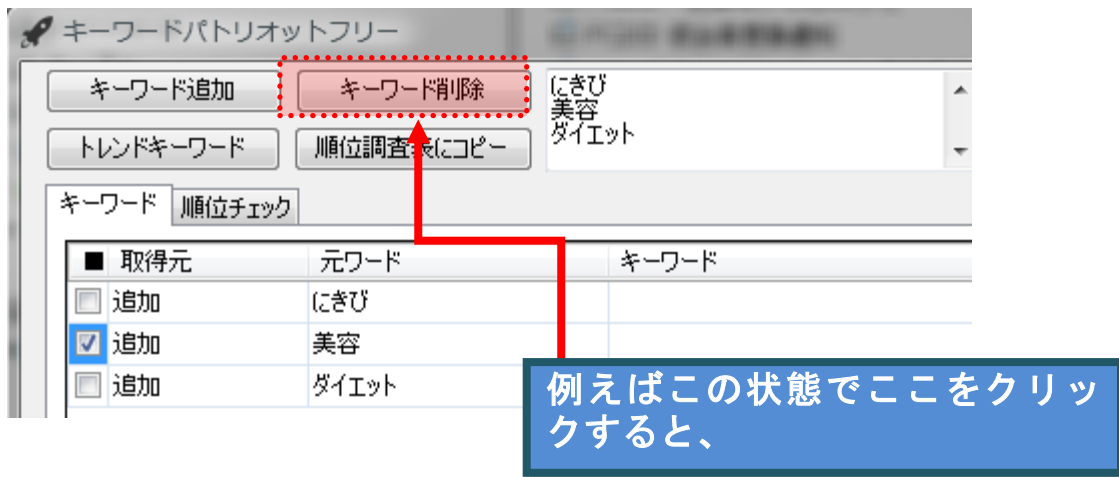 キーワードパトリオットフリー
キーワード追加 キーワード削除
にきび
美容
ダイエット
トレンドキーワード 順位調査表にコピー
キーワード 順位チェック
■ 取得元 元ワード キーワード
追加 にきび
追加 美容
追加 ダイエット
例えばこの状態でここをクリッ
クすると、